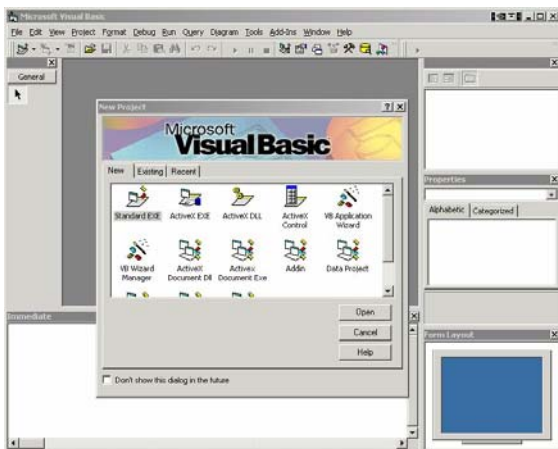 Microsoft Visual Basic
File Edit View Project Format Debug Run Query Diagram Tools Add-Ins Window Help
General
New Project
Microsoft
Visual Basic
New Existing Recent
Standard EXE ActiveX EXE ActiveX DLL ActiveX Control VB Application Wizard
VB Wizard Manager ActiveX Document Dll Activex Document Exe Addin Data Project
Open
Cancel
Help
Don't show this dialog in the future
Properties
Alphabetic Categorized
Immediate
Form Layout